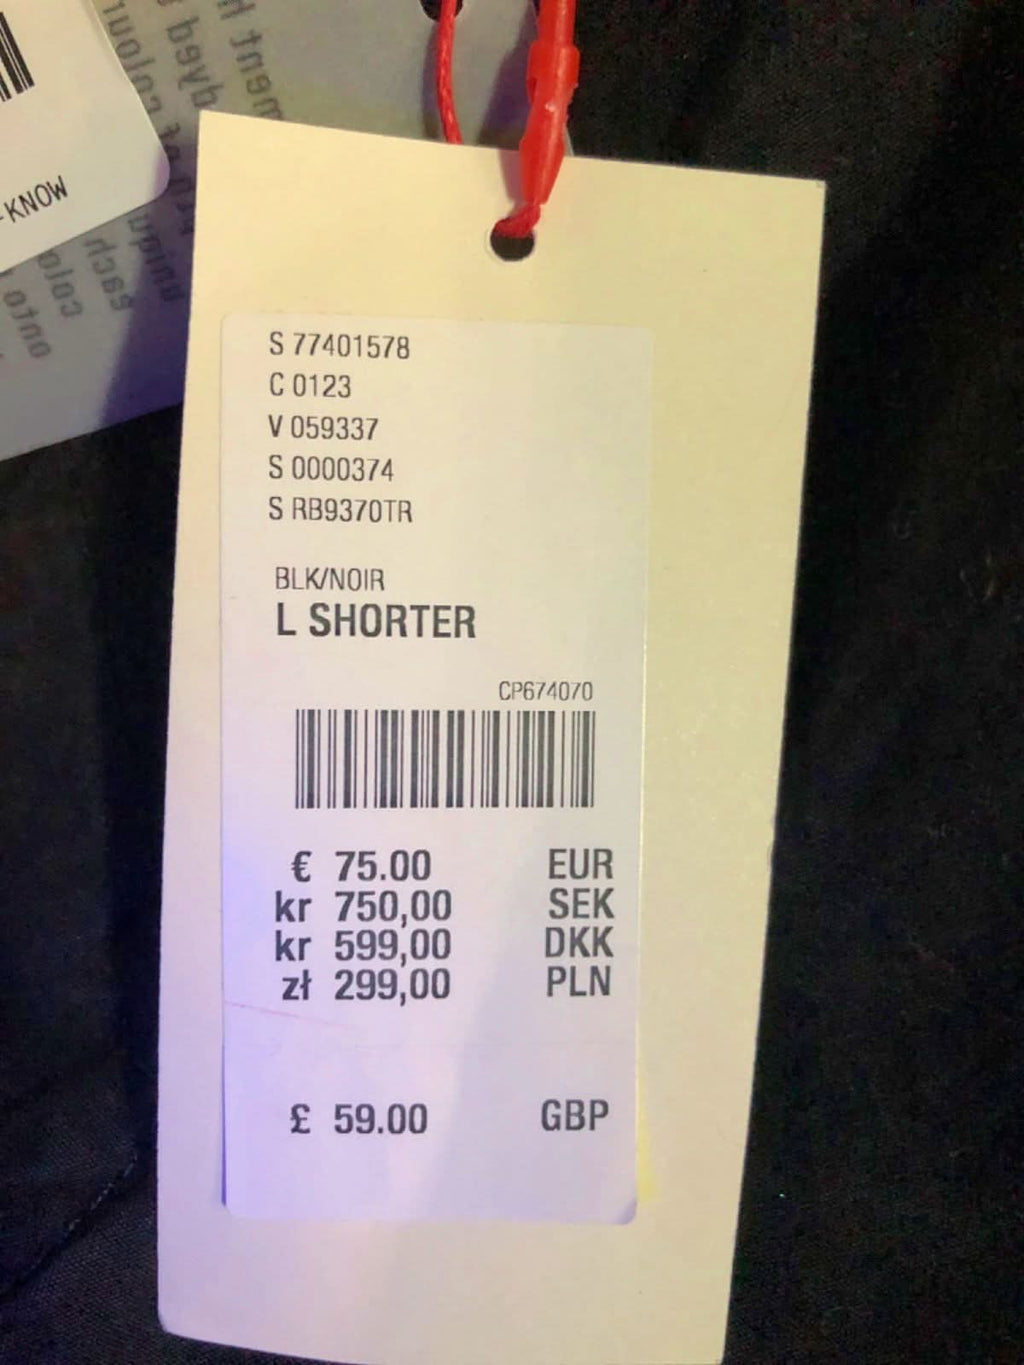 -KNOW
S 77401578
C 0123
V 059337
S 0000374
S RB9370TR
BLK/NOIR
L SHORTER
CP674070
€ 75.00 EUR
kr 750,00 SEK
kr 599,00 DKK
zł 299,00 PLN
£ 59.00 GBP